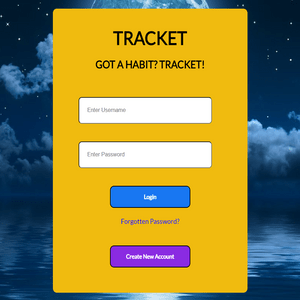 TRACKET
GOT A HABIT? TRACKET!
Enter Username
Enter Password
Login
Forgotten Password?
Create New Account